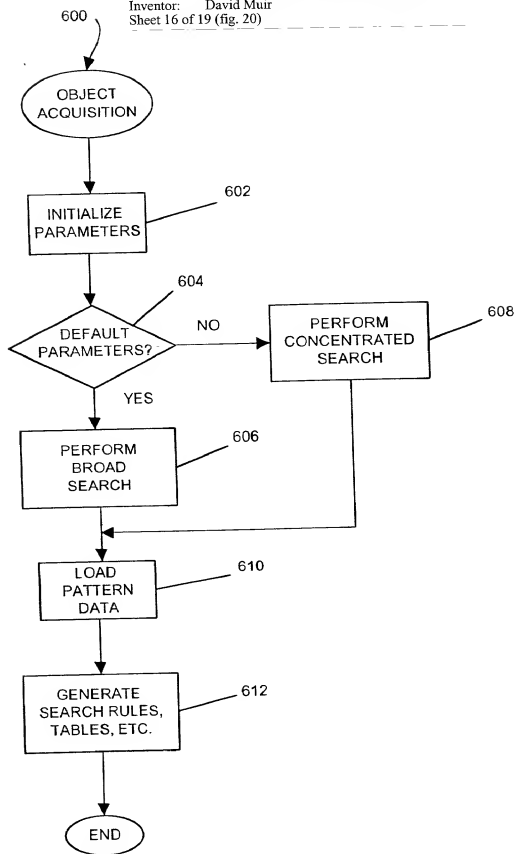 Inventor: David Muir
Sheet 16 of 19 (fig. 20)
600
OBJECT
ACQUISITION
602
INITIALIZE
PARAMETERS
604
DEFAULT
PARAMETERS?
NO
608
PERFORM
CONCENTRATED
SEARCH
YES
606
PERFORM
BROAD
SEARCH
610
LOAD
PATTERN
DATA
612
GENERATE
SEARCH RULES,
TABLES, ETC.
END